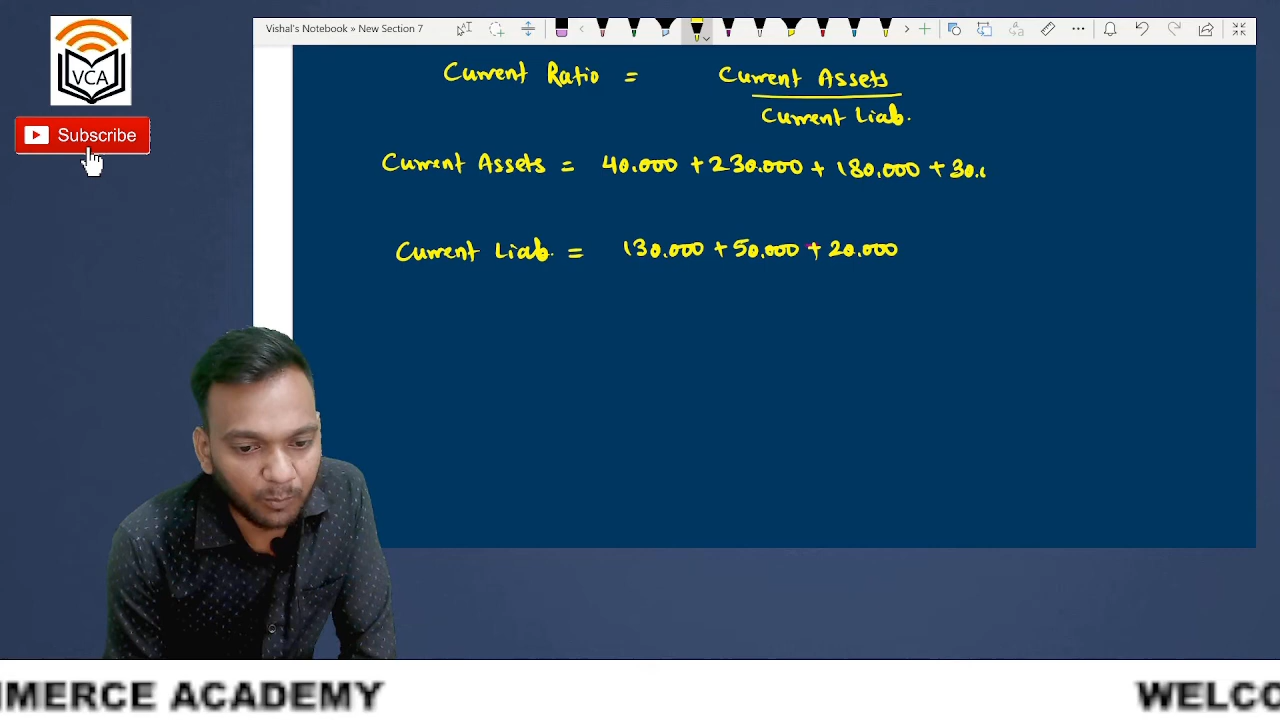 Vishal's Notebook » New Section 7
VCA
Subscribe
Current Ratio = Current Assets
Current Liab.
Current Assets = 40.000 + 230.000 + 180.000 + 30.
Current Liab. = 130.000 + 50.000 + 20.000
MMERCE ACADEMY
WELCO